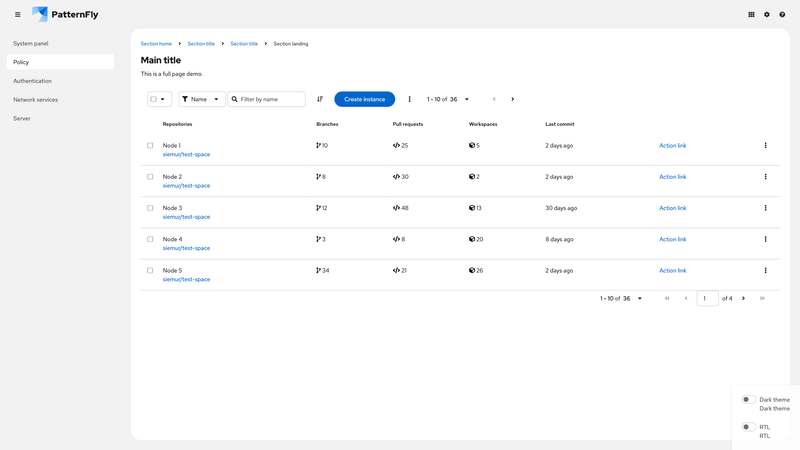 PatternFly
System panel
Policy
Authentication
Network services
Server
Section home Section title Section title Section landing
Main title
This is a full page demo.
Name Filter by name Create instance 1 - 10 of 36
Repositories Branches Pull requests Workspaces Last commit
Node 1 10 25 5 2 days ago Action link
siemur/test-space
Node 2 8 30 2 2 days ago Action link
siemur/test-space
Node 3 12 48 13 30 days ago Action link
siemur/test-space
Node 4 3 8 20 8 days ago Action link
siemur/test-space
Node 5 34 21 26 2 days ago Action link
siemur/test-space
1 - 10 of 36 1 of 4
Dark theme
Dark theme
RTL
RTL